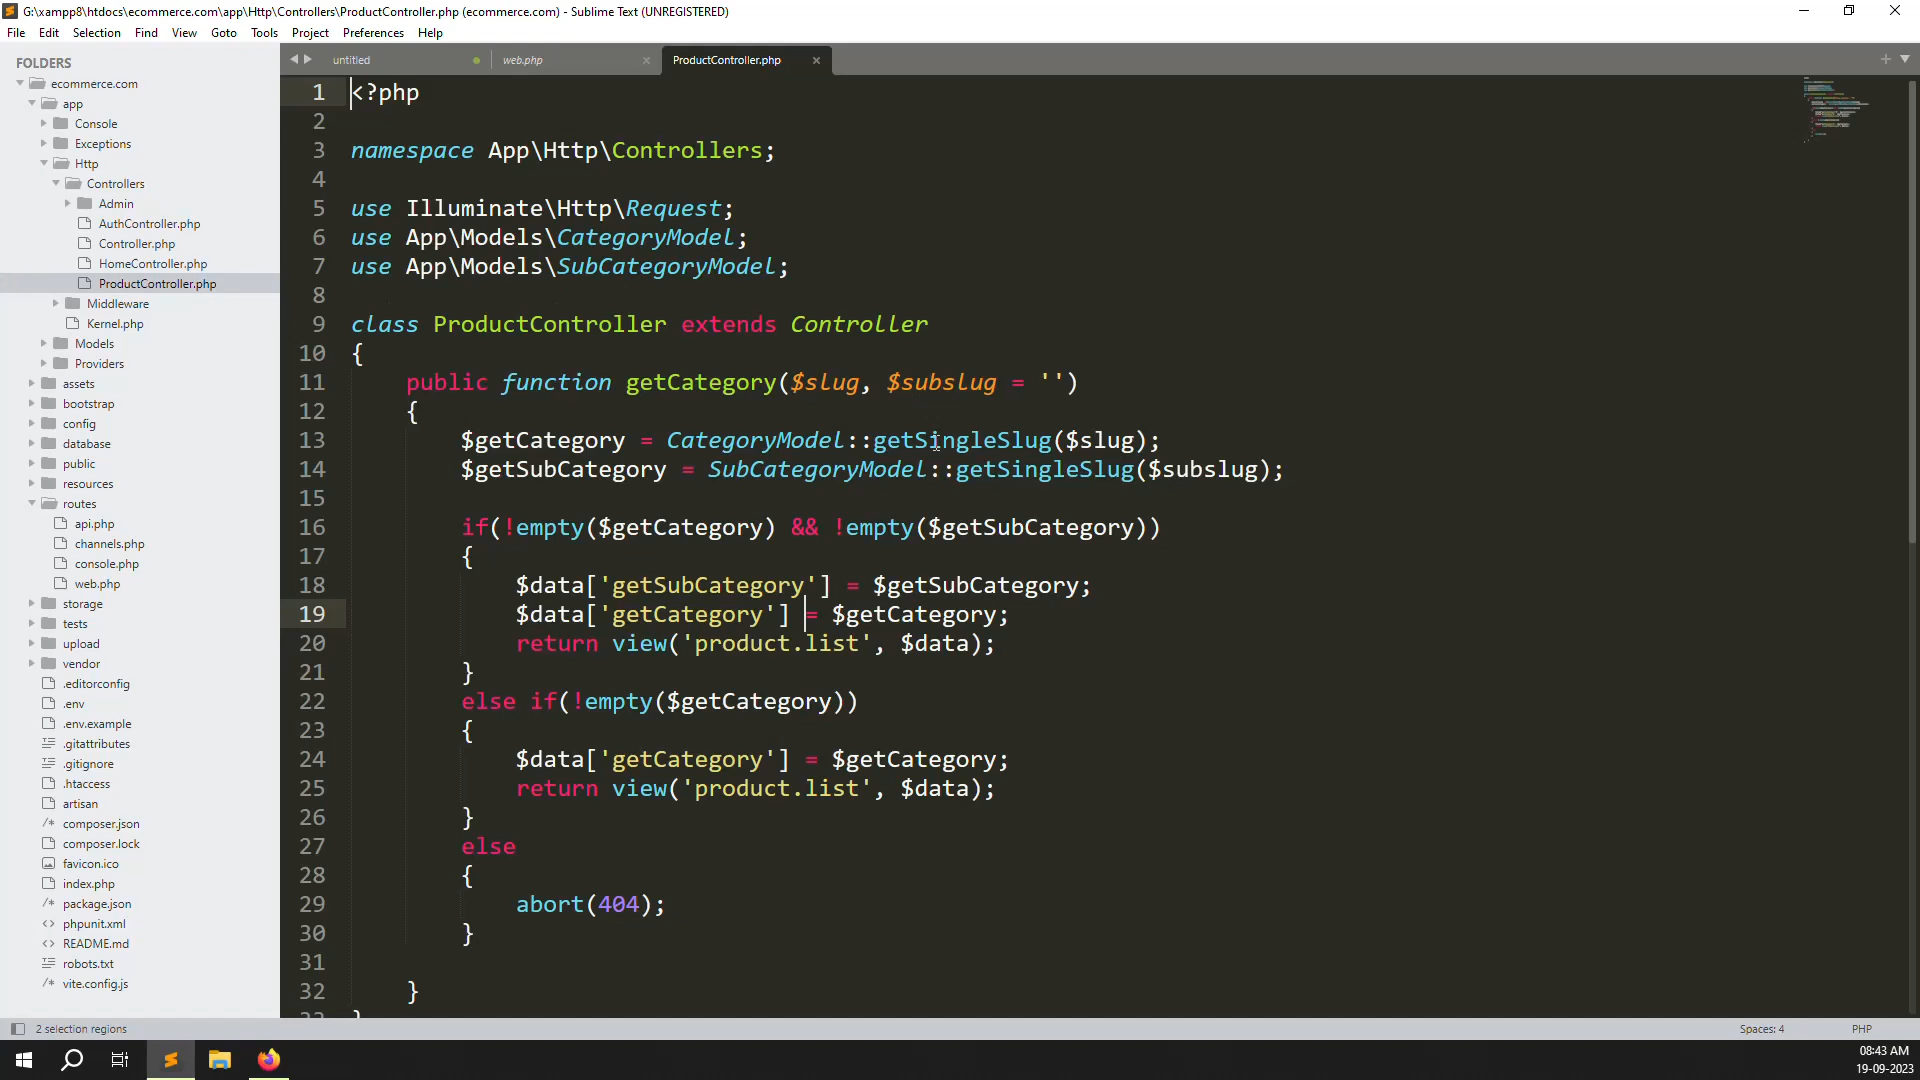 G:\xampp8\htdocs\ecommerce.com\app\Http\Controllers\ProductController.php (ecommerce.com) - Sublime Text (UNREGISTERED)
File Edit Selection Find View Goto Tools Project Preferences Help
FOLDERS
ecommerce.com
app
Console
Exceptions
Http
Controllers
Admin
AuthController.php
Controller.php
HomeController.php
ProductController.php
Middleware
Kernel.php
Models
Providers
assets
bootstrap
config
database
public
resources
routes
api.php
channels.php
console.php
web.php
storage
tests
upload
vendor
.editorconfig
.env
.env.example
.gitattributes
.gitignore
.htaccess
artisan
composer.json
composer.lock
favicon.ico
index.php
package.json
phpunit.xml
README.md
robots.txt
vite.config.js
untitled
web.php
ProductController.php
1 <?php
2
3 namespace App\Http\Controllers;
4
5 use Illuminate\Http\Request;
6 use App\Models\CategoryModel;
7 use App\Models\SubCategoryModel;
8
9 class ProductController extends Controller
10 {
11 public function getCategory($slug, $subslug = '')
12 {
13 $getCategory = CategoryModel::getSingleSlug($slug);
14 $getSubCategory = SubCategoryModel::getSingleSlug($subslug);
15
16 if(!empty($getCategory) && !empty($getSubCategory))
17 {
18 $data['getSubCategory'] = $getSubCategory;
19 $data['getCategory'] = $getCategory;
20 return view('product.list', $data);
21 }
22 else if(!empty($getCategory))
23 {
24 $data['getCategory'] = $getCategory;
25 return view('product.list', $data);
26 }
27 else
28 {
29 abort(404);
30 }
31
32 }
2 selection regions
Spaces: 4
PHP
08:43 AM
19-09-2023